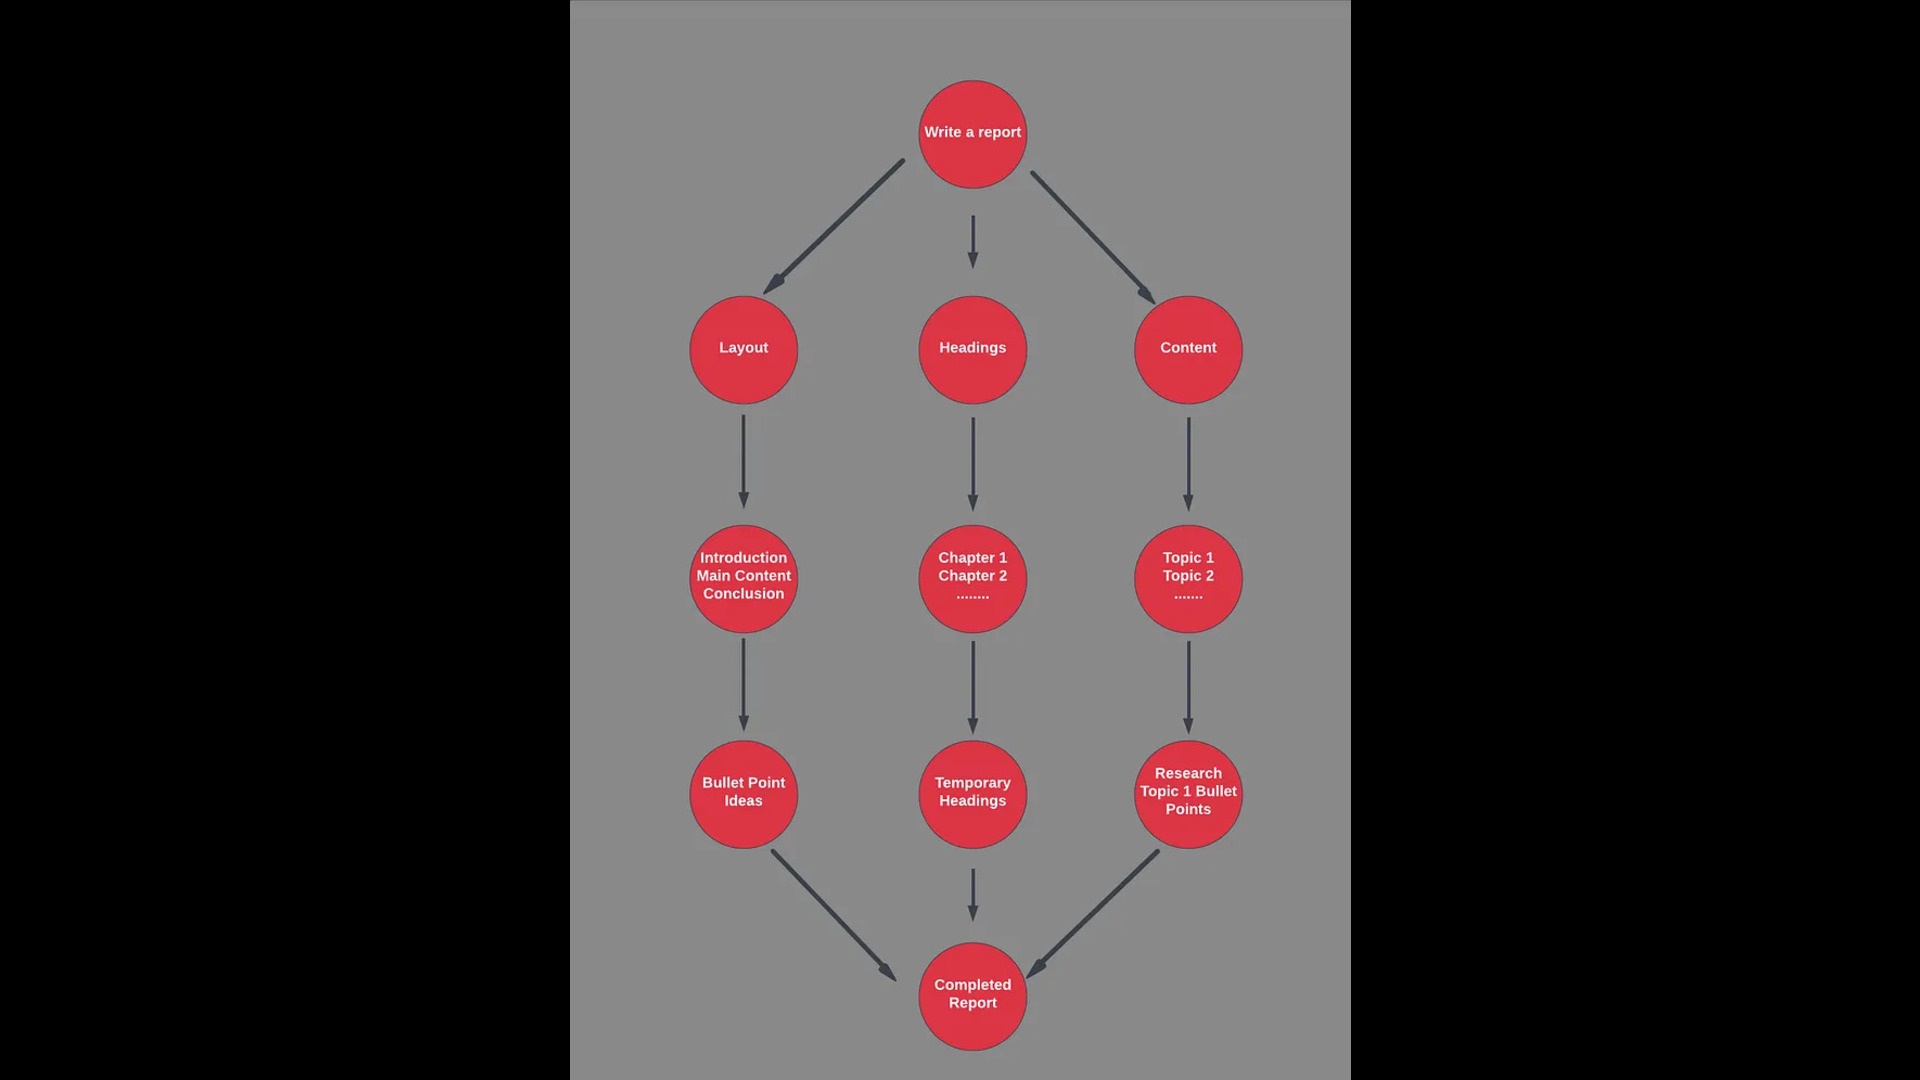 Write a report
Layout
Headings
Content
Introduction
Main Content
Conclusion
Chapter 1
Chapter 2
........
Topic 1
Topic 2
.......
Bullet Point
Ideas
Temporary
Headings
Research
Topic 1 Bullet
Points
Completed
Report